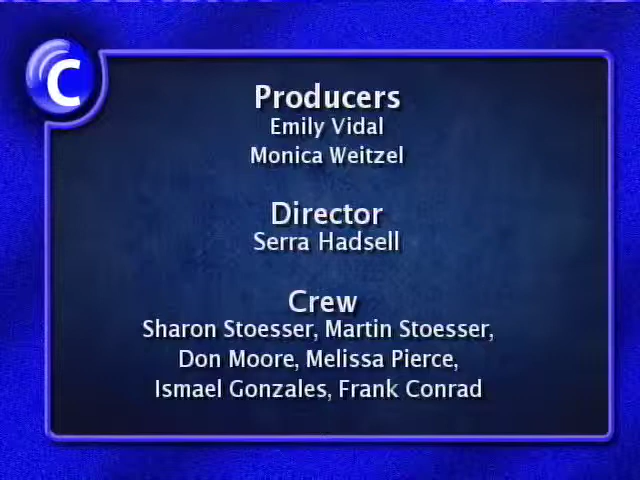 C
Producers
Emily Vidal
Monica Weitzel
Director
Serra Hadsell
Crew
Sharon Stoesser, Martin Stoesser,
Don Moore, Melissa Pierce,
Ismael Gonzales, Frank Conrad